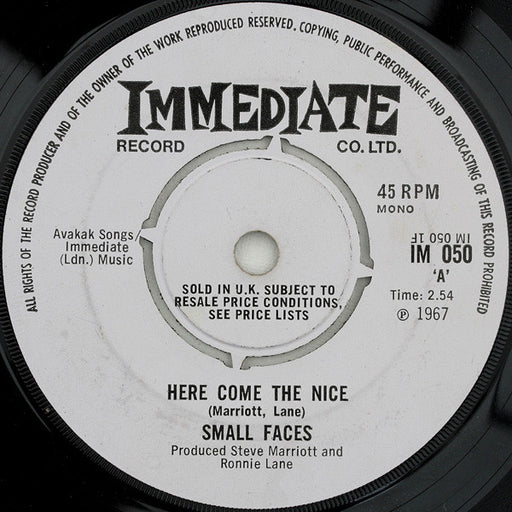 ALL RIGHTS OF THE RECORD PRODUCER AND OF THE OWNER OF THE WORK REPRODUCED RESERVED. COPYING, PUBLIC PERFORMANCE AND BROADCASTING OF THIS RECORD PROHIBITED
IMMEDIATE
RECORD CO. LTD.
45 RPM
MONO
Avakak Songs/
Immediate
(Ldn.) Music
IM 050 1F
IM 050
'A'
Time: 2.54
℗ 1967
SOLD IN U.K. SUBJECT TO
RESALE PRICE CONDITIONS,
SEE PRICE LISTS
HERE COME THE NICE
(Marriott, Lane)
SMALL FACES
Produced Steve Marriott and
Ronnie Lane